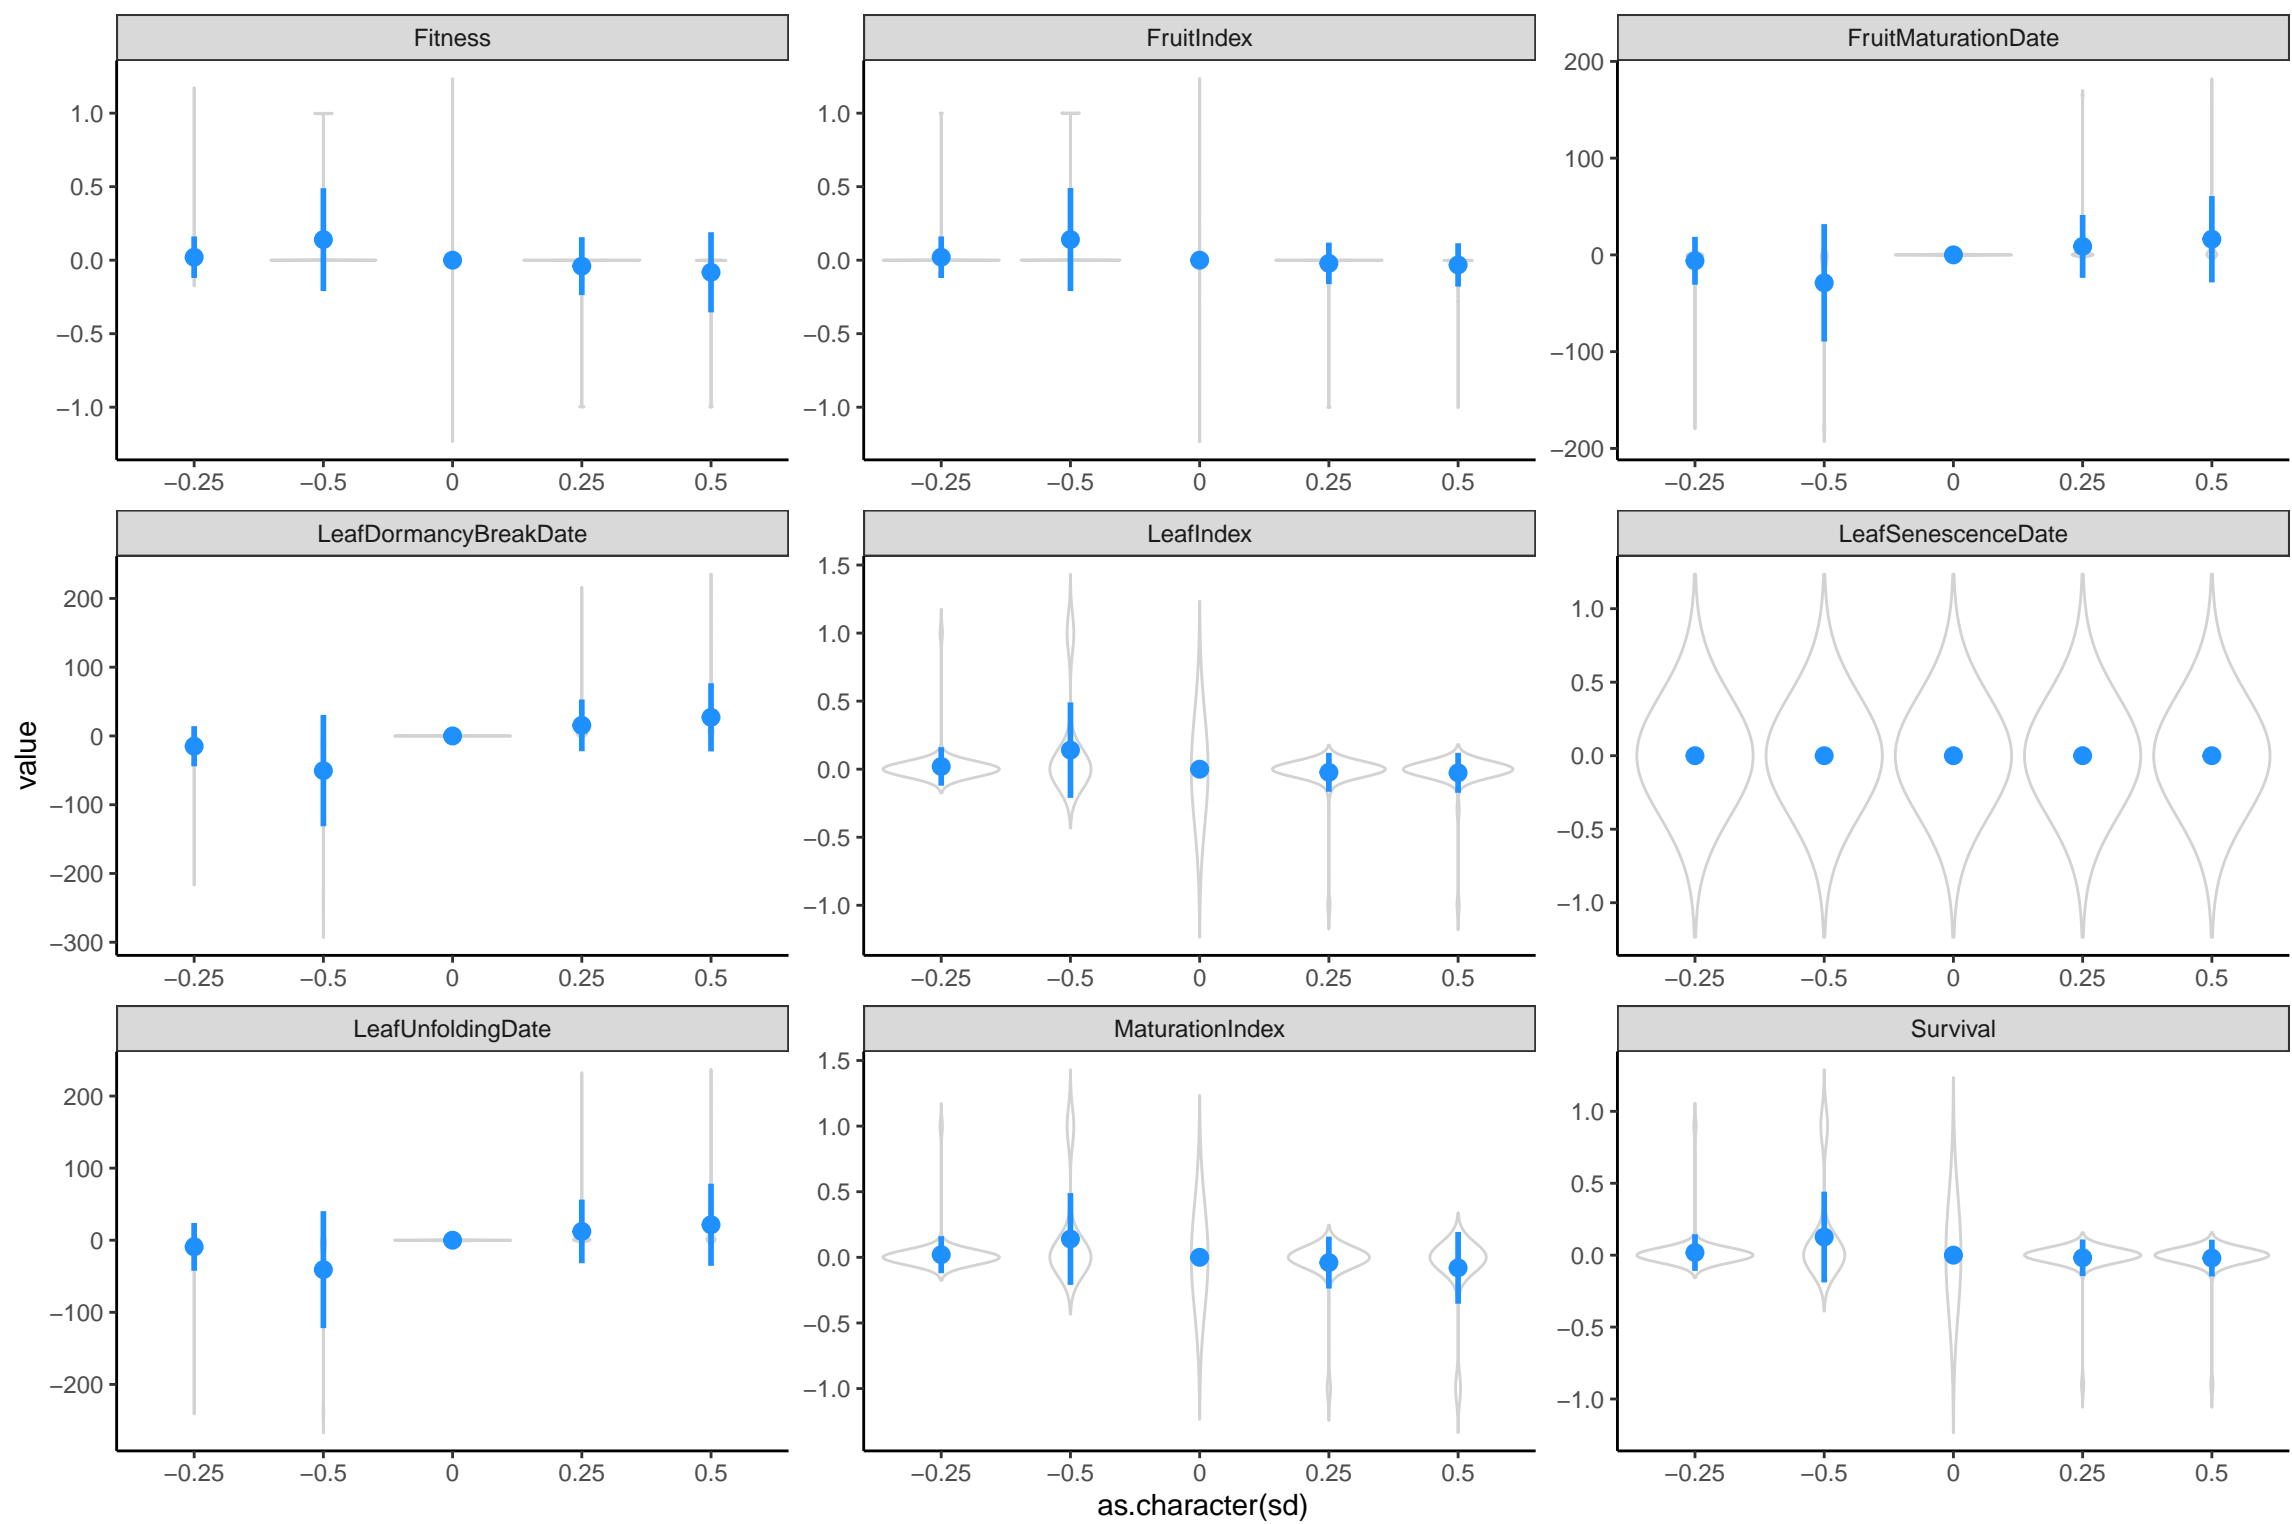 Fitness
FruitIndex
FruitMaturationDate
1.0
0.5
0.0
−0.5
−1.0
1.0
0.5
0.0
−0.5
−1.0
200
100
0
−100
−200
−0.25 −0.5 0 0.25 0.5
−0.25 −0.5 0 0.25 0.5
−0.25 −0.5 0 0.25 0.5
LeafDormancyBreakDate
LeafIndex
LeafSenescenceDate
value
200
100
0
−100
−200
−300
1.5
1.0
0.5
0.0
−0.5
−1.0
1.0
0.5
0.0
−0.5
−1.0
−0.25 −0.5 0 0.25 0.5
−0.25 −0.5 0 0.25 0.5
−0.25 −0.5 0 0.25 0.5
LeafUnfoldingDate
MaturationIndex
Survival
200
100
0
−100
−200
1.5
1.0
0.5
0.0
−0.5
−1.0
1.0
0.5
0.0
−0.5
−1.0
−0.25 −0.5 0 0.25 0.5
−0.25 −0.5 0 0.25 0.5
−0.25 −0.5 0 0.25 0.5
as.character(sd)